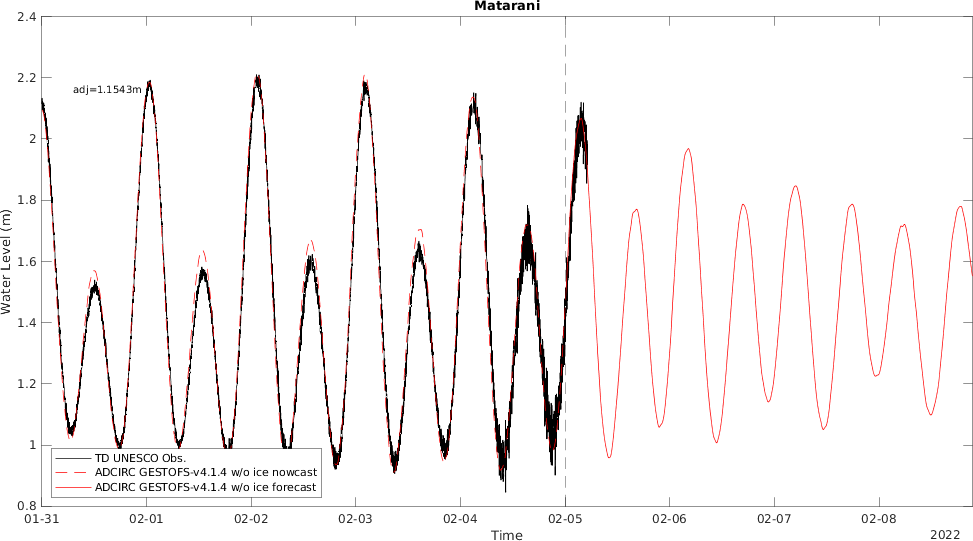 Matarani
2.4
2.2
2
1.8
1.6
1.4
1.2
1
0.8
Water Level (m)
adj=1.1543m
TD UNESCO Obs.
ADCIRC GESTOFS-v4.1.4 w/o ice nowcast
ADCIRC GESTOFS-v4.1.4 w/o ice forecast
01-31 02-01 02-02 02-03 02-04 02-05 02-06 02-07 02-08
Time
2022